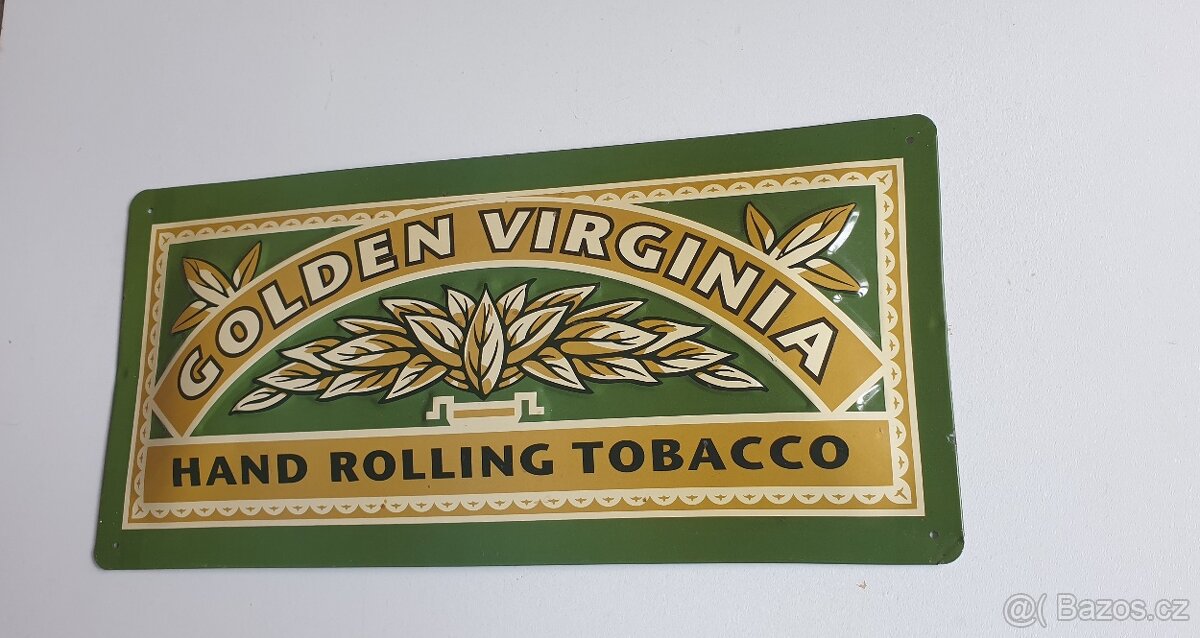 GOLDEN VIRGINIA
HAND ROLLING TOBACCO
@( Bazos.cz